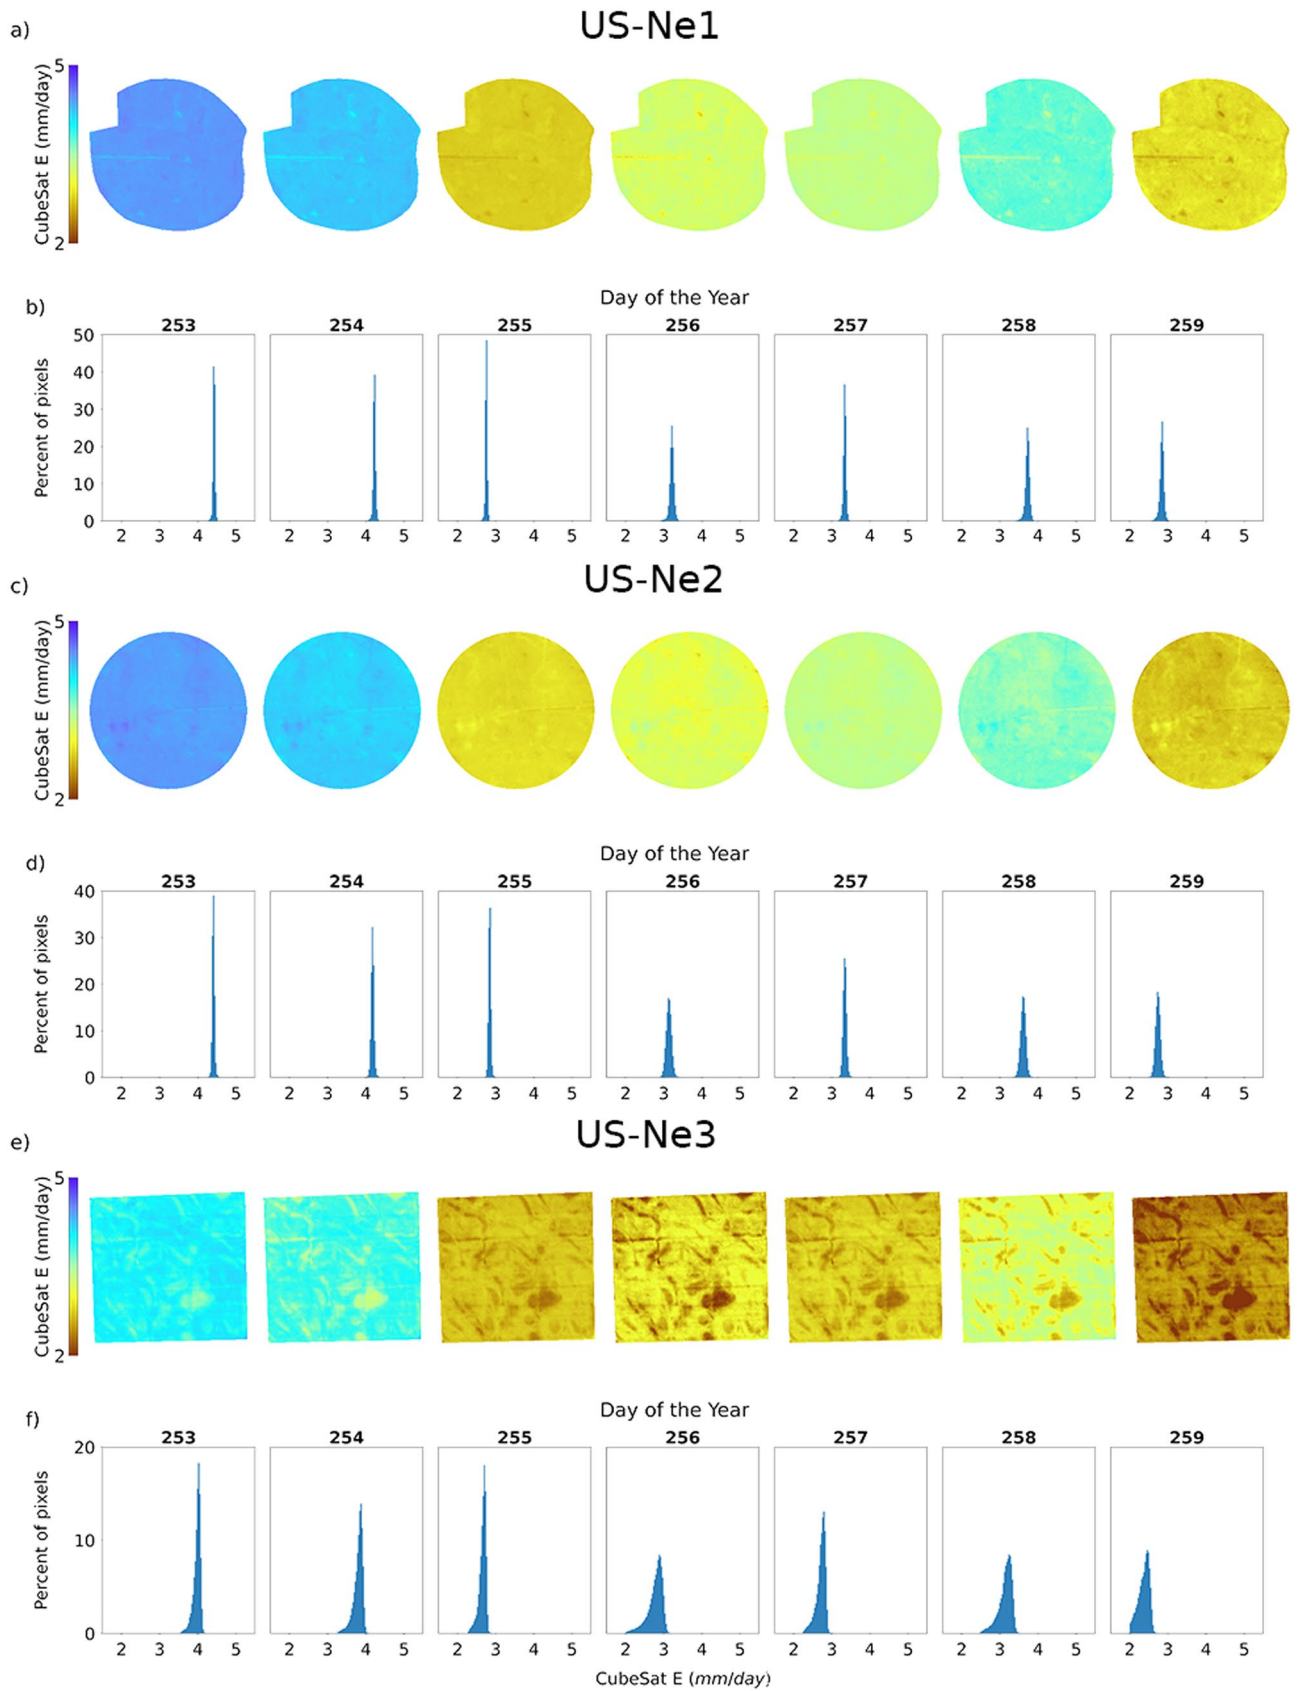 a)
US-Ne1
CubeSat E (mm/day)
5
2
b)
Day of the Year
253 254 255 256 257 258 259
Percent of pixels
50
40
30
20
10
0
2 3 4 5 2 3 4 5 2 3 4 5 2 3 4 5 2 3 4 5 2 3 4 5 2 3 4 5
c)
US-Ne2
CubeSat E (mm/day)
5
2
d)
Day of the Year
253 254 255 256 257 258 259
Percent of pixels
40
30
20
10
0
2 3 4 5 2 3 4 5 2 3 4 5 2 3 4 5 2 3 4 5 2 3 4 5 2 3 4 5
e)
US-Ne3
CubeSat E (mm/day)
5
2
f)
Day of the Year
253 254 255 256 257 258 259
Percent of pixels
20
10
0
2 3 4 5 2 3 4 5 2 3 4 5 2 3 4 5 2 3 4 5 2 3 4 5 2 3 4 5
CubeSat E (mm/day)